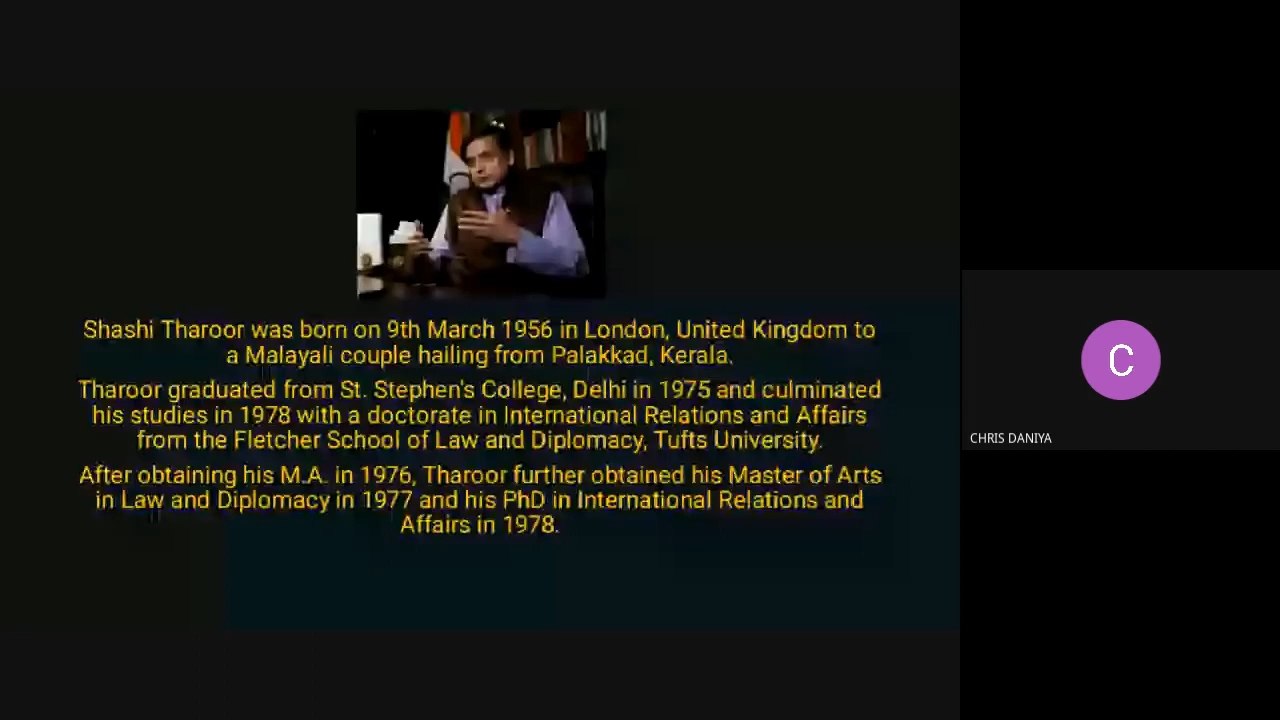 Shashi Tharoor was born on 9th March 1956 in London, United Kingdom to
a Malayali couple hailing from Palakkad, Kerala.
Tharoor graduated from St. Stephen's College, Delhi in 1975 and culminated
his studies in 1978 with a doctorate in International Relations and Affairs
from the Fletcher School of Law and Diplomacy, Tufts University.
After obtaining his M.A. in 1976, Tharoor further obtained his Master of Arts
in Law and Diplomacy in 1977 and his PhD in International Relations and
Affairs in 1978.
C
CHRIS DANIYA